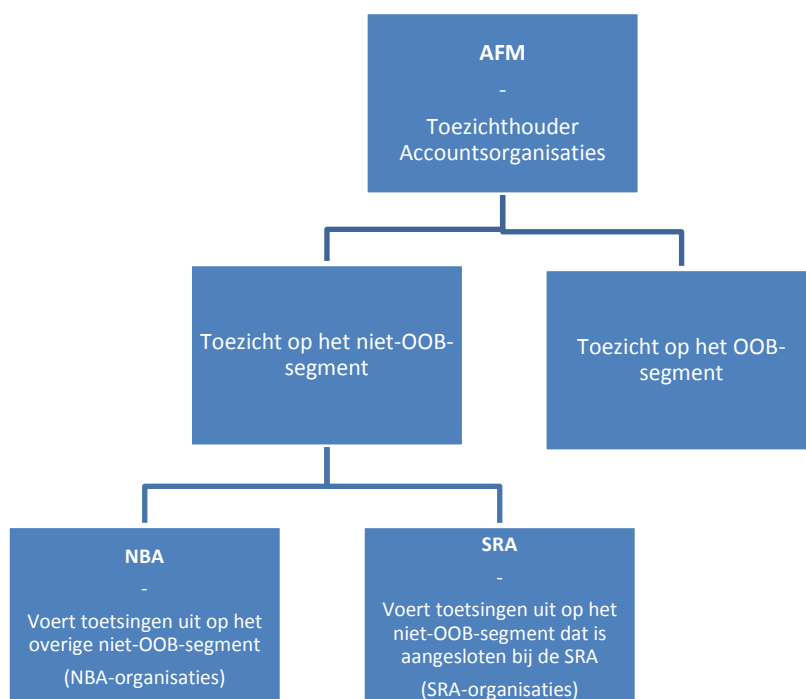 AFM
-
Toezichthouder
Accountsorganisaties
Toezicht op het niet-OOB-
segment
Toezicht op het OOB-
segment
NBA
-
Voert toetsingen uit op het
overige niet-OOB-segment
(NBA-organisaties)
SRA
-
Voert toetsingen uit op het
niet-OOB-segment dat is
aangesloten bij de SRA
(SRA-organisaties)